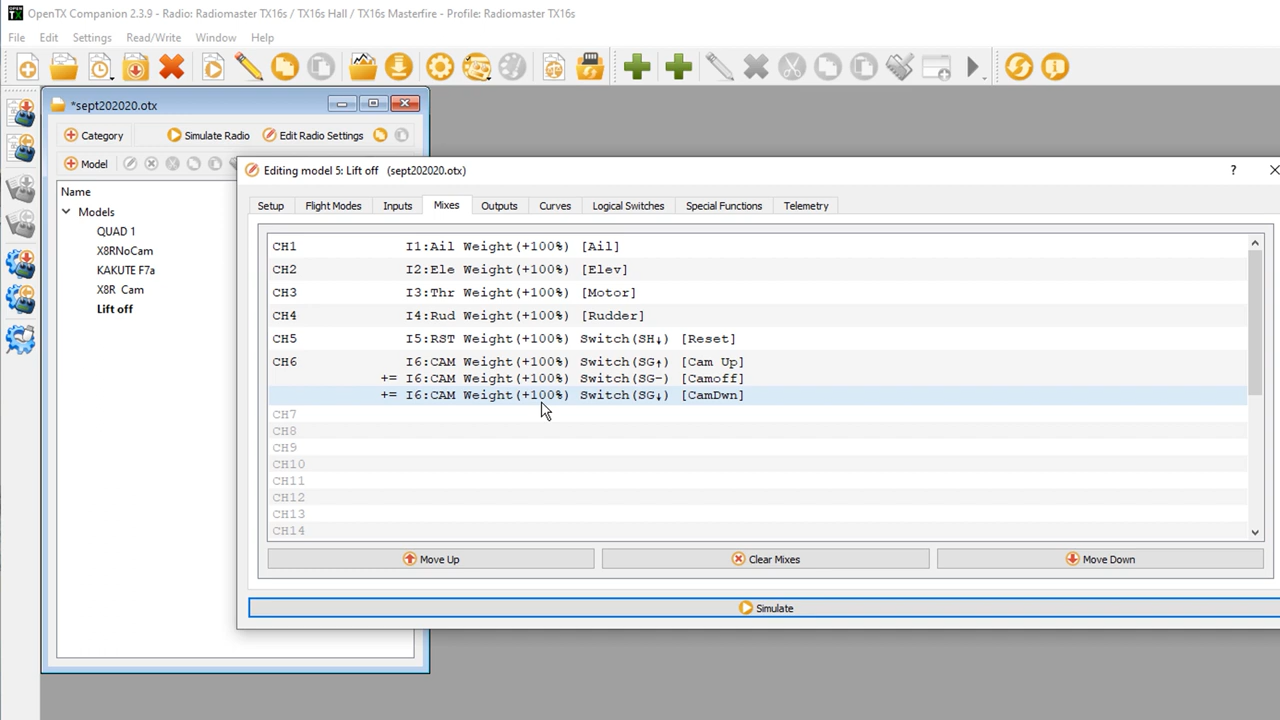 OpenTX Companion 2.3.9 - Radio: Radiomaster TX16s / TX16s Hall / TX16s Masterfire - Profile: Radiomaster TX16s
File Edit Settings Read/Write Window Help
*sept202020.otx
Category Simulate Radio Edit Radio Settings
Model
Name
Models
QUAD 1
X8RNoCam
KAKUTE F7a
X8R Cam
Lift off
Editing model 5: Lift off (sept202020.otx)
Setup Flight Modes Inputs Mixes Outputs Curves Logical Switches Special Functions Telemetry
CH1 I1:Ail Weight(+100%) [Ail]
CH2 I2:Ele Weight(+100%) [Elev]
CH3 I3:Thr Weight(+100%) [Motor]
CH4 I4:Rud Weight(+100%) [Rudder]
CH5 I5:RST Weight(+100%) Switch(SH↓) [Reset]
CH6 I6:CAM Weight(+100%) Switch(SG↑) [Cam Up]
+= I6:CAM Weight(+100%) Switch(SG-) [Camoff]
+= I6:CAM Weight(+100%) Switch(SG↓) [CamDwn]
CH7
CH8
CH9
CH10
CH11
CH12
CH13
CH14
Move Up Clear Mixes Move Down
Simulate